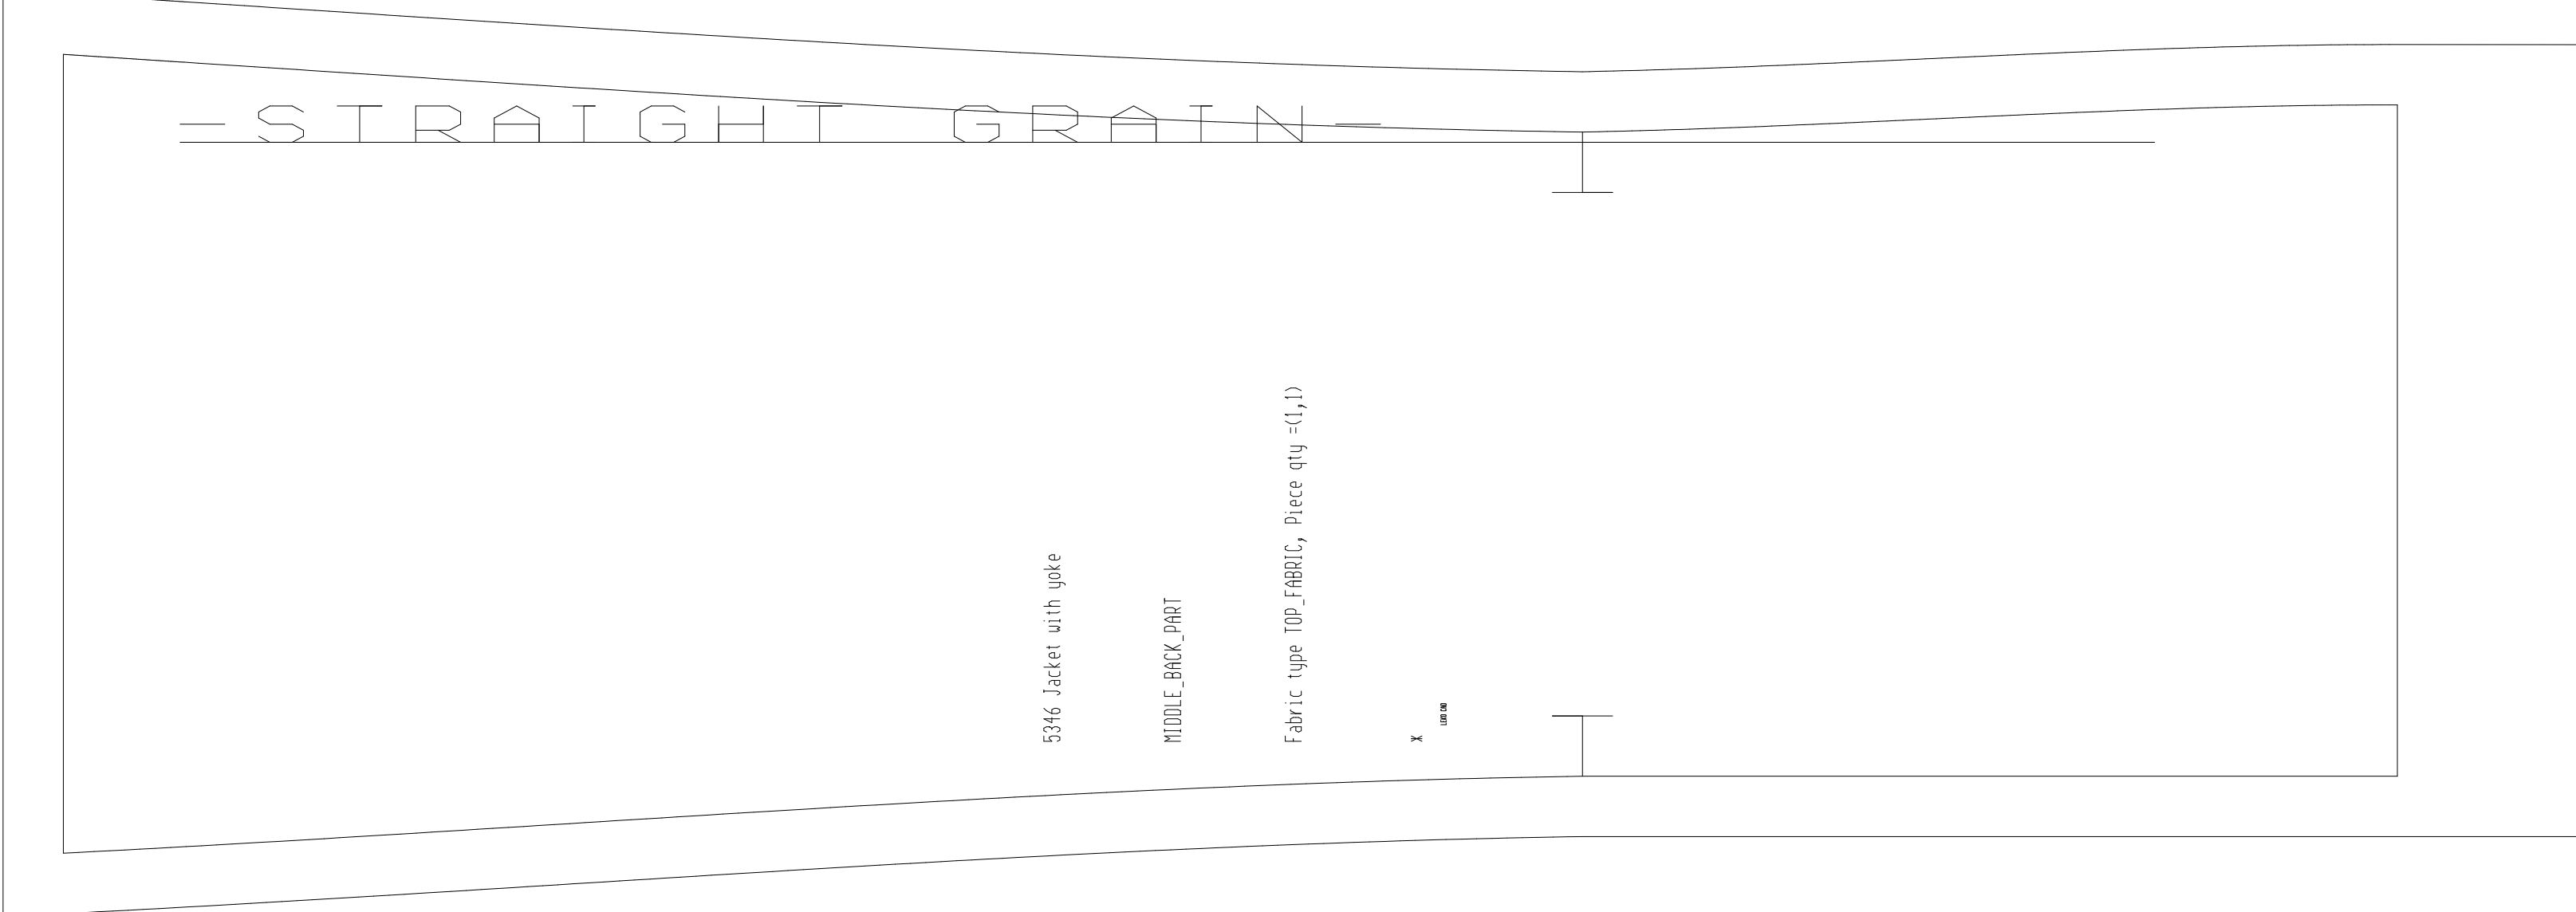 -STRAIGHT GRAIN-
5346 Jacket with yoke
MIDDLE_BACK_PART
Fabric type TOP_FABRIC, Piece qty =(1,1)